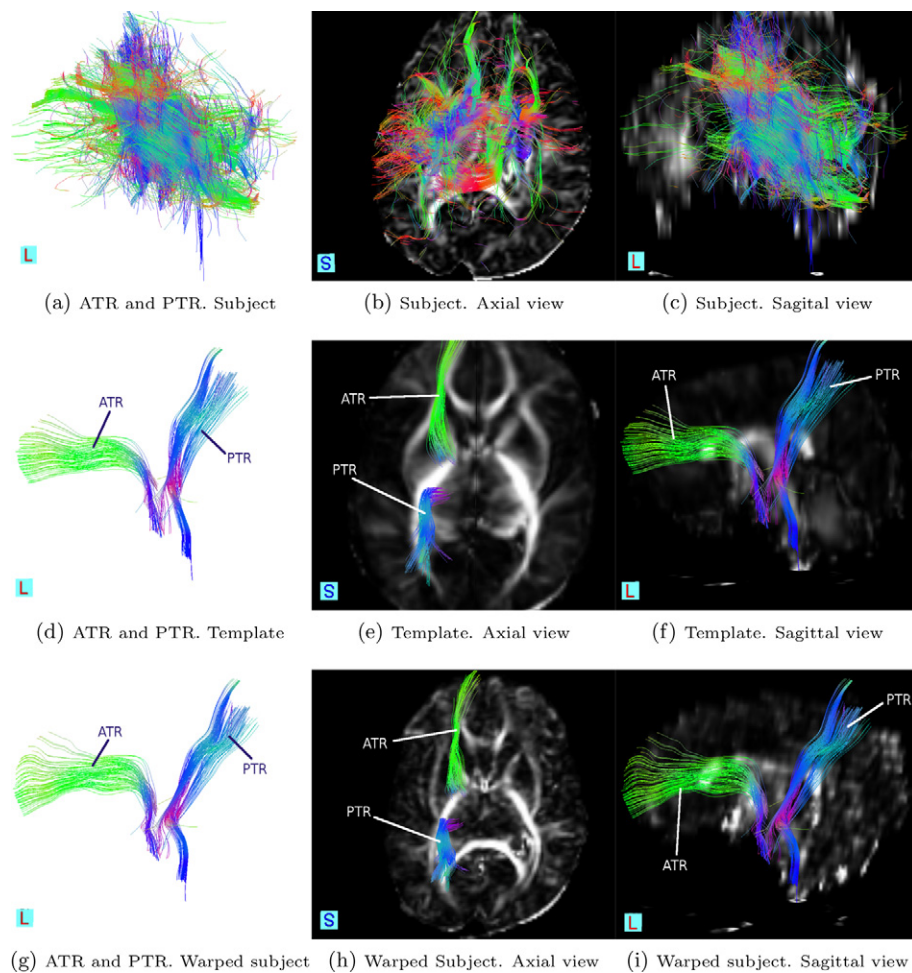 L
S
L
(a) ATR and PTR. Subject
(b) Subject. Axial view
(c) Subject. Sagital view
ATR
PTR
L
ATR
PTR
S
ATR
PTR
L
(d) ATR and PTR. Template
(e) Template. Axial view
(f) Template. Sagittal view
ATR
PTR
L
ATR
PTR
S
PTR
ATR
L
(g) ATR and PTR. Warped subject
(h) Warped Subject. Axial view
(i) Warped subject. Sagittal view